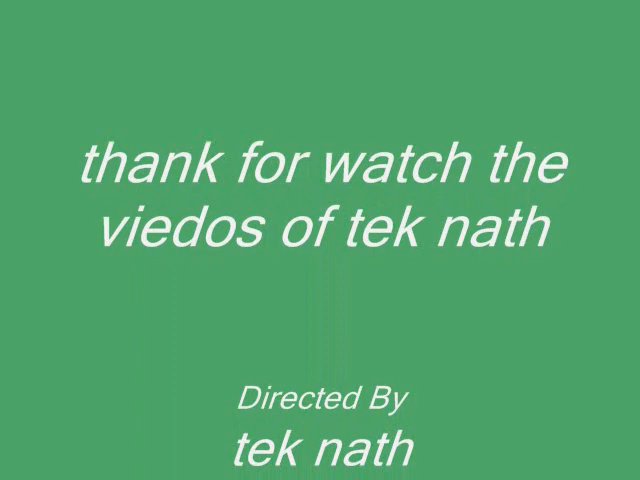 thank for watch the
viedos of tek nath
Directed By
tek nath